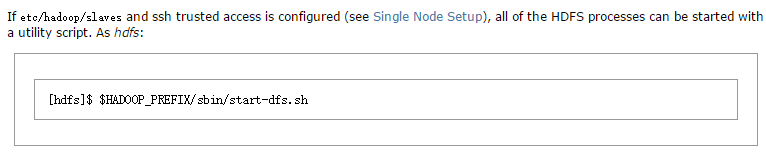 If etc/hadoop/slaves and ssh trusted access is configured (see Single Node Setup), all of the HDFS processes can be started with
a utility script. As hdfs:
[hdfs]$ $HADOOP_PREFIX/sbin/start-dfs.sh